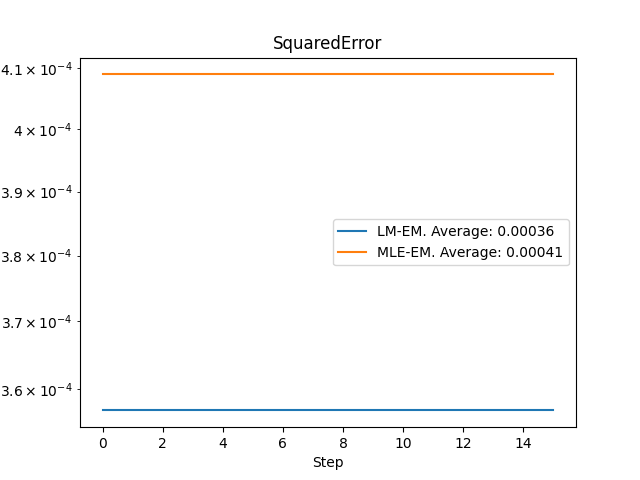 SquaredError
4.1 × 10⁻⁴
4 × 10⁻⁴
3.9 × 10⁻⁴
3.8 × 10⁻⁴
3.7 × 10⁻⁴
3.6 × 10⁻⁴
LM-EM. Average: 0.00036
MLE-EM. Average: 0.00041
0 2 4 6 8 10 12 14
Step